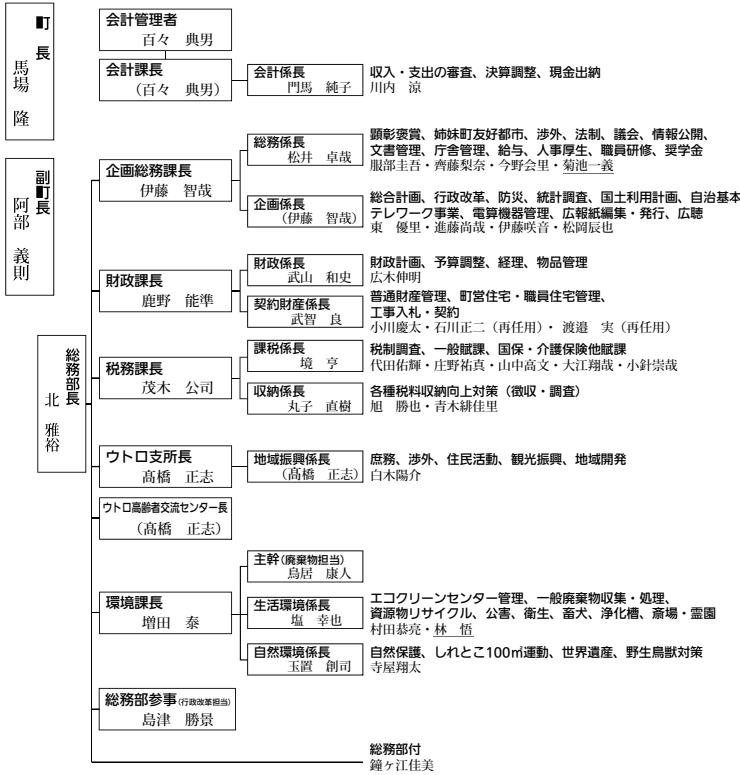 町長
馬場　隆
副町長
阿部　義則
会計管理者
百々　典男
会計課長
（百々　典男）
会計係長
門馬　純子
収入・支出の審査、決算調整、現金出納
川内　涼
総務部長
北　雅裕
企画総務課長
伊藤　智哉
総務係長
松井　卓哉
顕彰褒賞、姉妹町友好都市、渉外、法制、議会、情報公開、
文書管理、庁舎管理、給与、人事厚生、職員研修、奨学金
服部圭吾・齊藤梨奈・今野会里・菊池一義
企画係長
（伊藤　智哉）
総合計画、行政改革、防災、統計調査、国土利用計画、自治基本
テレワーク事業、電算機器管理、広報紙編集・発行、広聴
東　優里・進藤尚哉・伊藤咲音・松岡辰也
財政課長
鹿野　能準
財政係長
武山　和史
財政計画、予算調整、経理、物品管理
広木伸明
契約財産係長
武智　良
普通財産管理、町営住宅・職員住宅管理、
工事入札・契約
小川慶太・石川正二（再任用）・ 渡邉　実（再任用）
税務課長
茂木　公司
課税係長
境　亨
税制調査、一般賦課、国保・介護保険他賦課
代田佑輝・庄野祐真・山中高文・大江翔哉・小針崇哉
収納係長
丸子　直樹
各種税料収納向上対策（徴収・調査）
旭　勝也・青木緋佳里
ウトロ支所長
髙橋　正志
地域振興係長
（髙橋　正志）
庶務、渉外、住民活動、観光振興、地域開発
白木陽介
ウトロ高齢者交流センター長
（髙橋　正志）
環境課長
増田　泰
主幹（廃棄物担当）
鳥居　康人
生活環境係長
塩　幸也
エコクリーンセンター管理、一般廃棄物収集・処理、
資源物リサイクル、公害、衛生、畜犬、浄化槽、斎場・霊園
村田恭亮・林　悟
自然環境係長
玉置　創司
自然保護、しれとこ100㎡運動、世界遺産、野生鳥獣対策
寺屋翔太
総務部参事（行政改革担当）
島津　勝景
総務部付
鐘ヶ江佳美